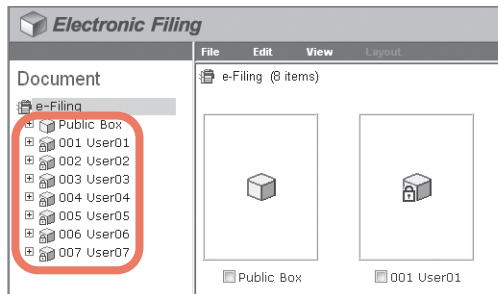 Electronic Filing
File Edit View Layout
Document
e-Filing
Public Box
001 User01
002 User02
003 User03
004 User04
005 User05
006 User06
007 User07
e-Filing (8 items)
Public Box
001 User01